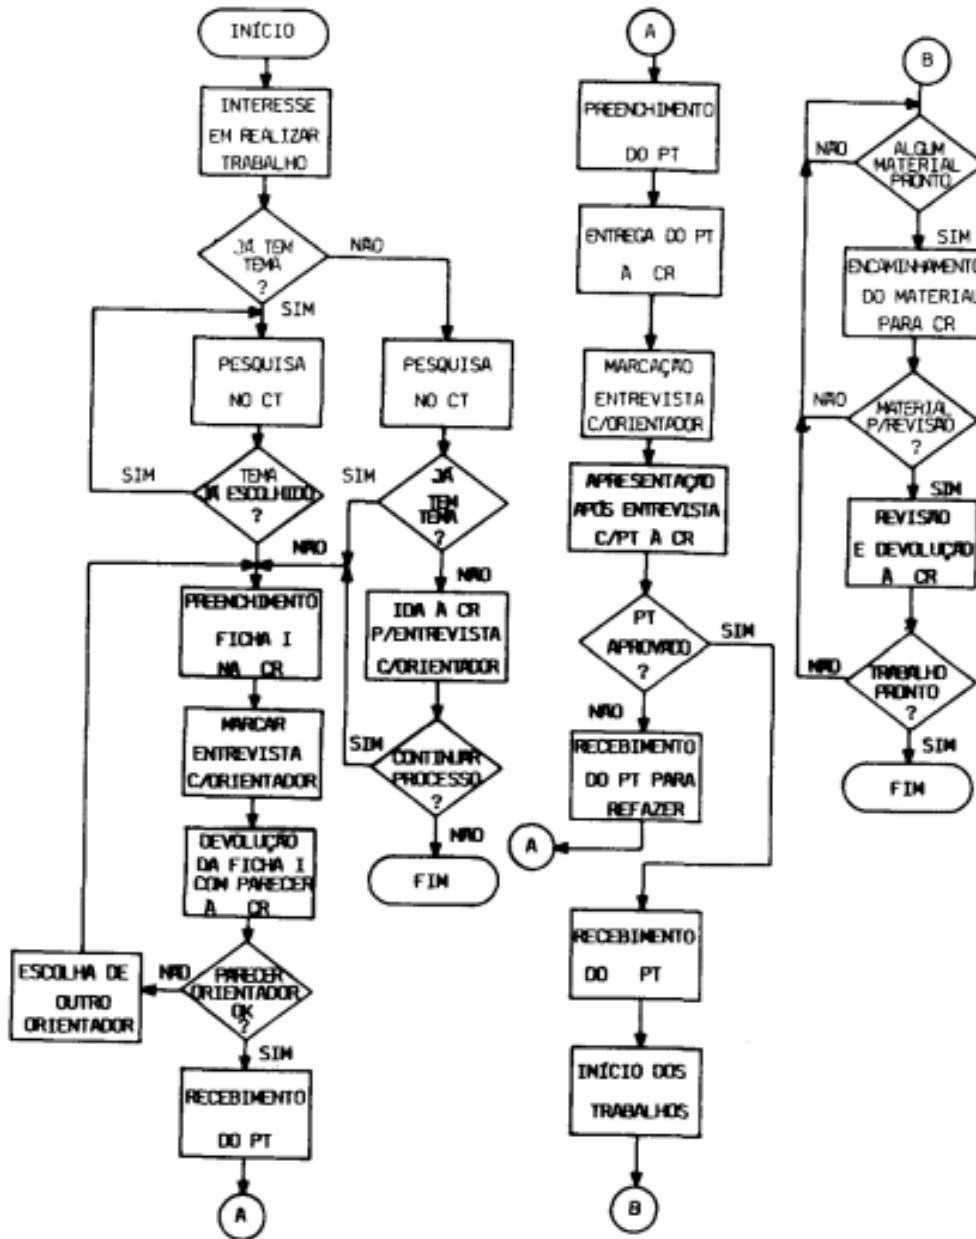 INÍCIO
INTERESSE
EM REALIZAR
TRABALHO
JÁ TEM
TEMA
?
NÃO
SIM
PESQUISA
NO CT
PESQUISA
NO CT
SIM
TEMA
JÁ ESCOLHIDO
?
NÃO
SIM
JÁ
TEM
TEMA
?
NÃO
PREENCHIMENTO
FICHA I
NA CR
IDA À CR
P/ENTREVISTA
C/ORIENTADOR
MARCAR
ENTREVISTA
C/ORIENTADOR
SIM
CONTINUAR
PROCESSO
?
NÃO
FIM
DEVOLUÇÃO
DA FICHA I
COM PARECER
À CR
ESCOLHA DE
OUTRO
ORIENTADOR
NÃO
PARECER
ORIENTADOR
OK
?
SIM
RECEBIMENTO
DO PT
A
A
PREENCHIMENTO
DO PT
ENTREGA DO PT
À CR
MARCAÇÃO
ENTREVISTA
C/ORIENTADOR
APRESENTAÇÃO
APÓS ENTREVISTA
C/PT À CR
PT
APROVADO
?
SIM
NÃO
RECEBIMENTO
DO PT PARA
REFAZER
A
RECEBIMENTO
DO PT
INÍCIO DOS
TRABALHOS
B
B
NÃO
ALGUM
MATERIAL
PRONTO
SIM
ENCAMINHAMENTO
DO MATERIAL
PARA CR
NÃO
MATERIAL
P/REVISÃO
?
SIM
REVISÃO
E DEVOLUÇÃO
À CR
NÃO
TRABALHO
PRONTO
?
SIM
FIM